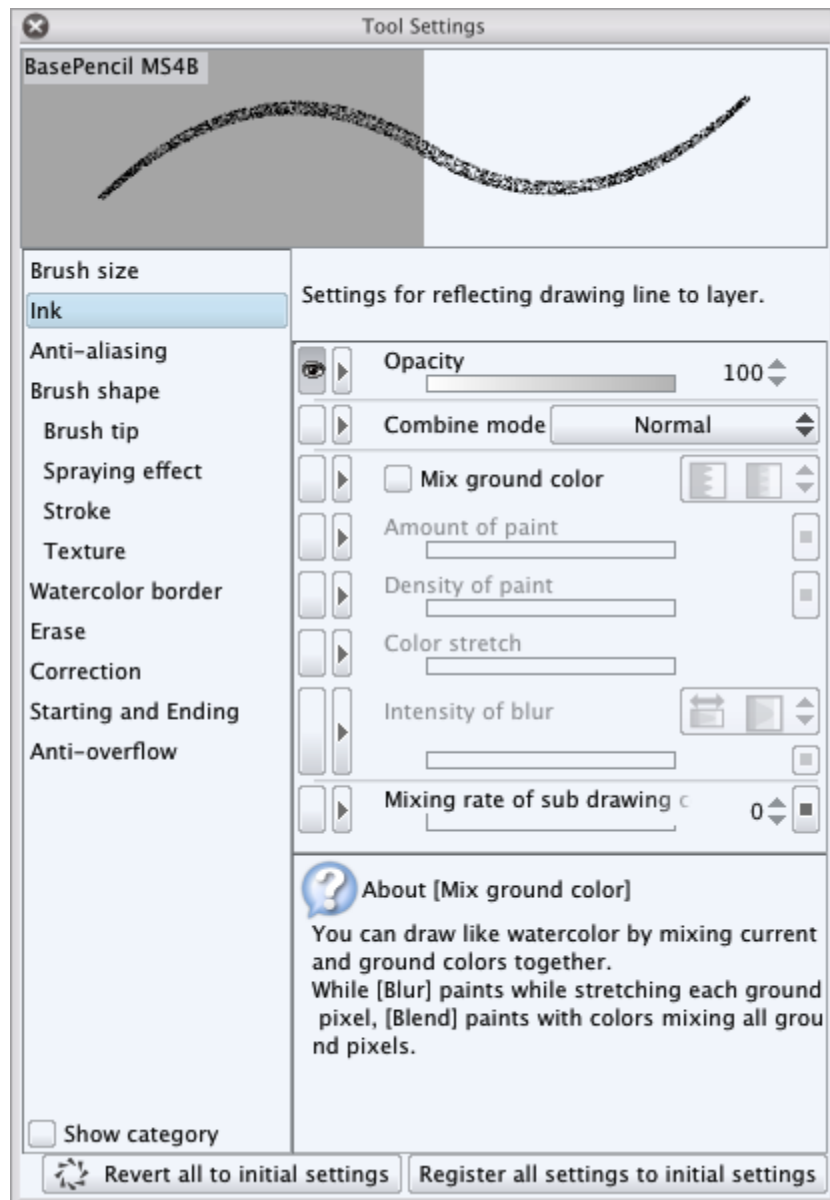 Tool Settings
BasePencil MS4B
Brush size
Ink
Anti-aliasing
Brush shape
Brush tip
Spraying effect
Stroke
Texture
Watercolor border
Erase
Correction
Starting and Ending
Anti-overflow
Show category
Settings for reflecting drawing line to layer.
Opacity 100
Combine mode Normal
Mix ground color
Amount of paint
Density of paint
Color stretch
Intensity of blur
Mixing rate of sub drawing c 0
About [Mix ground color]
You can draw like watercolor by mixing current
and ground colors together.
While [Blur] paints while stretching each ground
pixel, [Blend] paints with colors mixing all grou
nd pixels.
Revert all to initial settings
Register all settings to initial settings